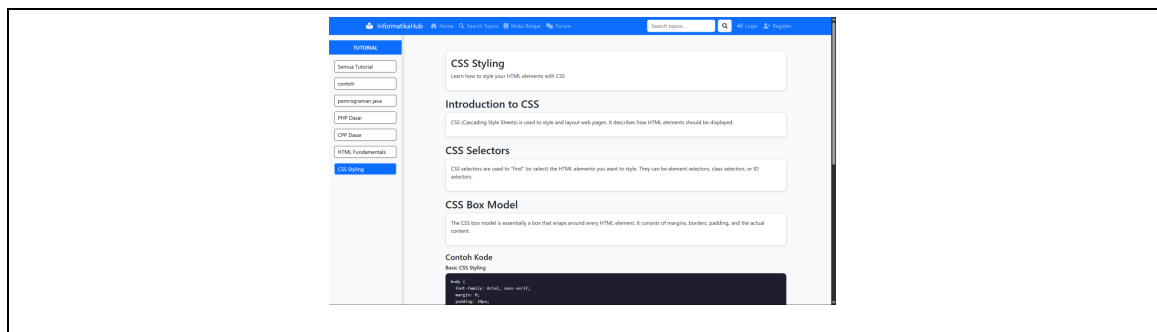 InformatikaHub Home Search Topics Mulai Belajar Forum Search topics... Login Register
TUTORIAL
Semua Tutorial
contoh
pemrograman java
PHP Dasar
CPP Dasar
HTML Fundamentals
CSS Styling
CSS Styling
Learn how to style your HTML elements with CSS
Introduction to CSS
CSS (Cascading Style Sheets) is used to style and layout web pages. It describes how HTML elements should be displayed.
CSS Selectors
CSS selectors are used to "find" (or select) the HTML elements you want to style. They can be element selectors, class selectors, or ID
selectors.
CSS Box Model
The CSS box model is essentially a box that wraps around every HTML element. It consists of margins, borders, padding, and the actual
content.
Contoh Kode
Basic CSS Styling
body {
font-family: Arial, sans-serif;
margin: 0;
padding: 20px;